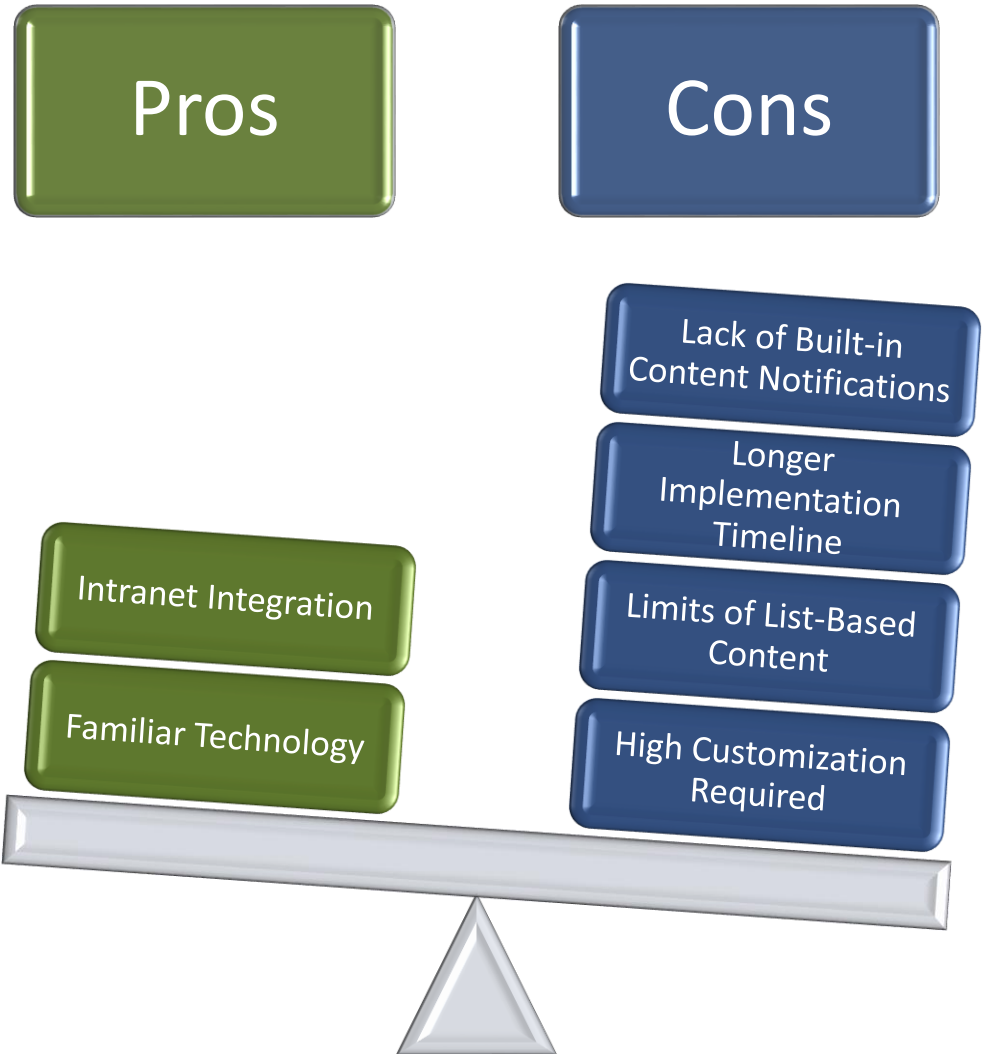 Pros
Cons
Lack of Built-in
Content Notifications
Longer
Implementation
Timeline
Limits of List-Based
Content
High Customization
Required
Intranet Integration
Familiar Technology